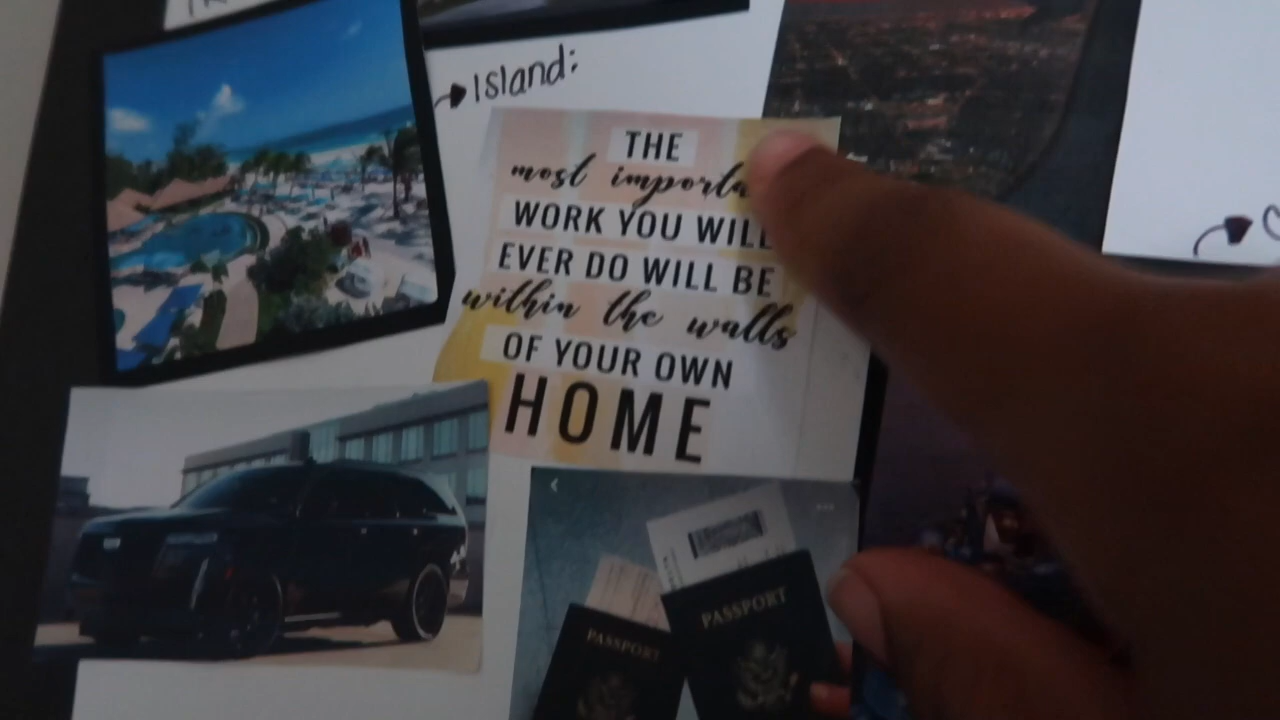 Island:
THE
most
WORK YOU WILL
EVER DO WILL BE
within the walls
OF YOUR OWN
HOME
PASSPORT
PASSPORT